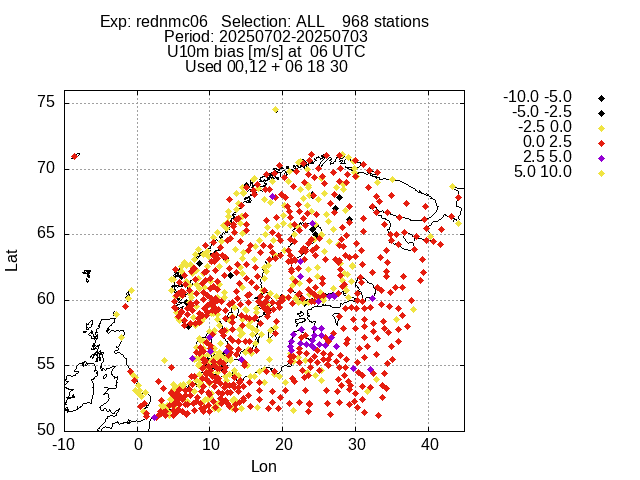 Exp: rednmc06   Selection: ALL    968 stations
Period: 20250702-20250703
U10m bias [m/s] at  06 UTC
Used 00,12 + 06 18 30
-10.0 -5.0
-5.0 -2.5
-2.5 0.0
0.0 2.5
2.5 5.0
5.0 10.0
75
70
65
60
55
50
Lat
-10 0 10 20 30 40
Lon